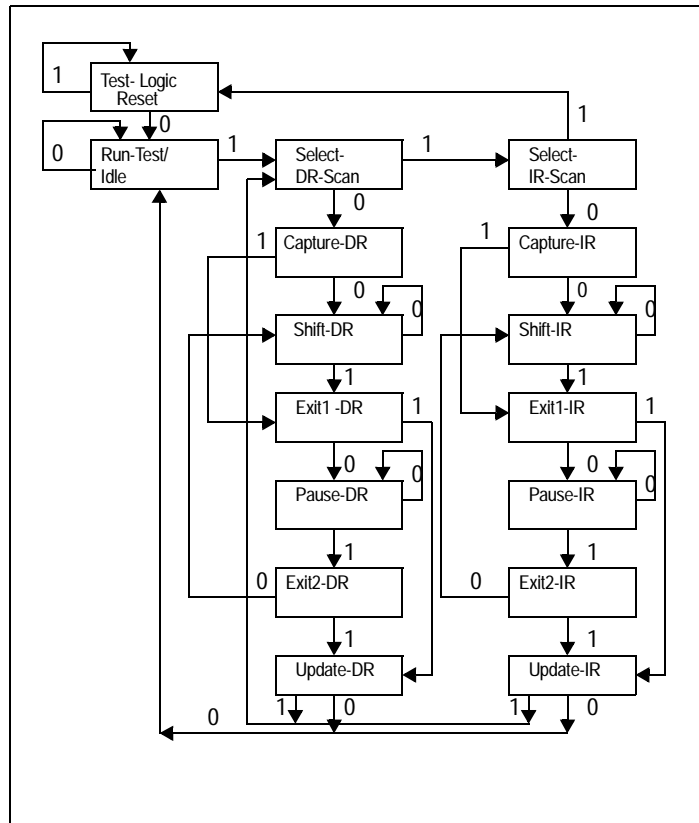 1
Test- Logic
Reset
0
1
0
Run-Test/
Idle
1
Select-
DR-Scan
1
Select-
IR-Scan
0
0
1
Capture-DR
1
Capture-IR
0
0
0
0
Shift-DR
Shift-IR
1
1
Exit1 -DR
1
Exit1-IR
1
0
0
0
0
Pause-DR
Pause-IR
1
1
0
Exit2-DR
0
Exit2-IR
1
1
Update-DR
Update-IR
0
1
0
1
0